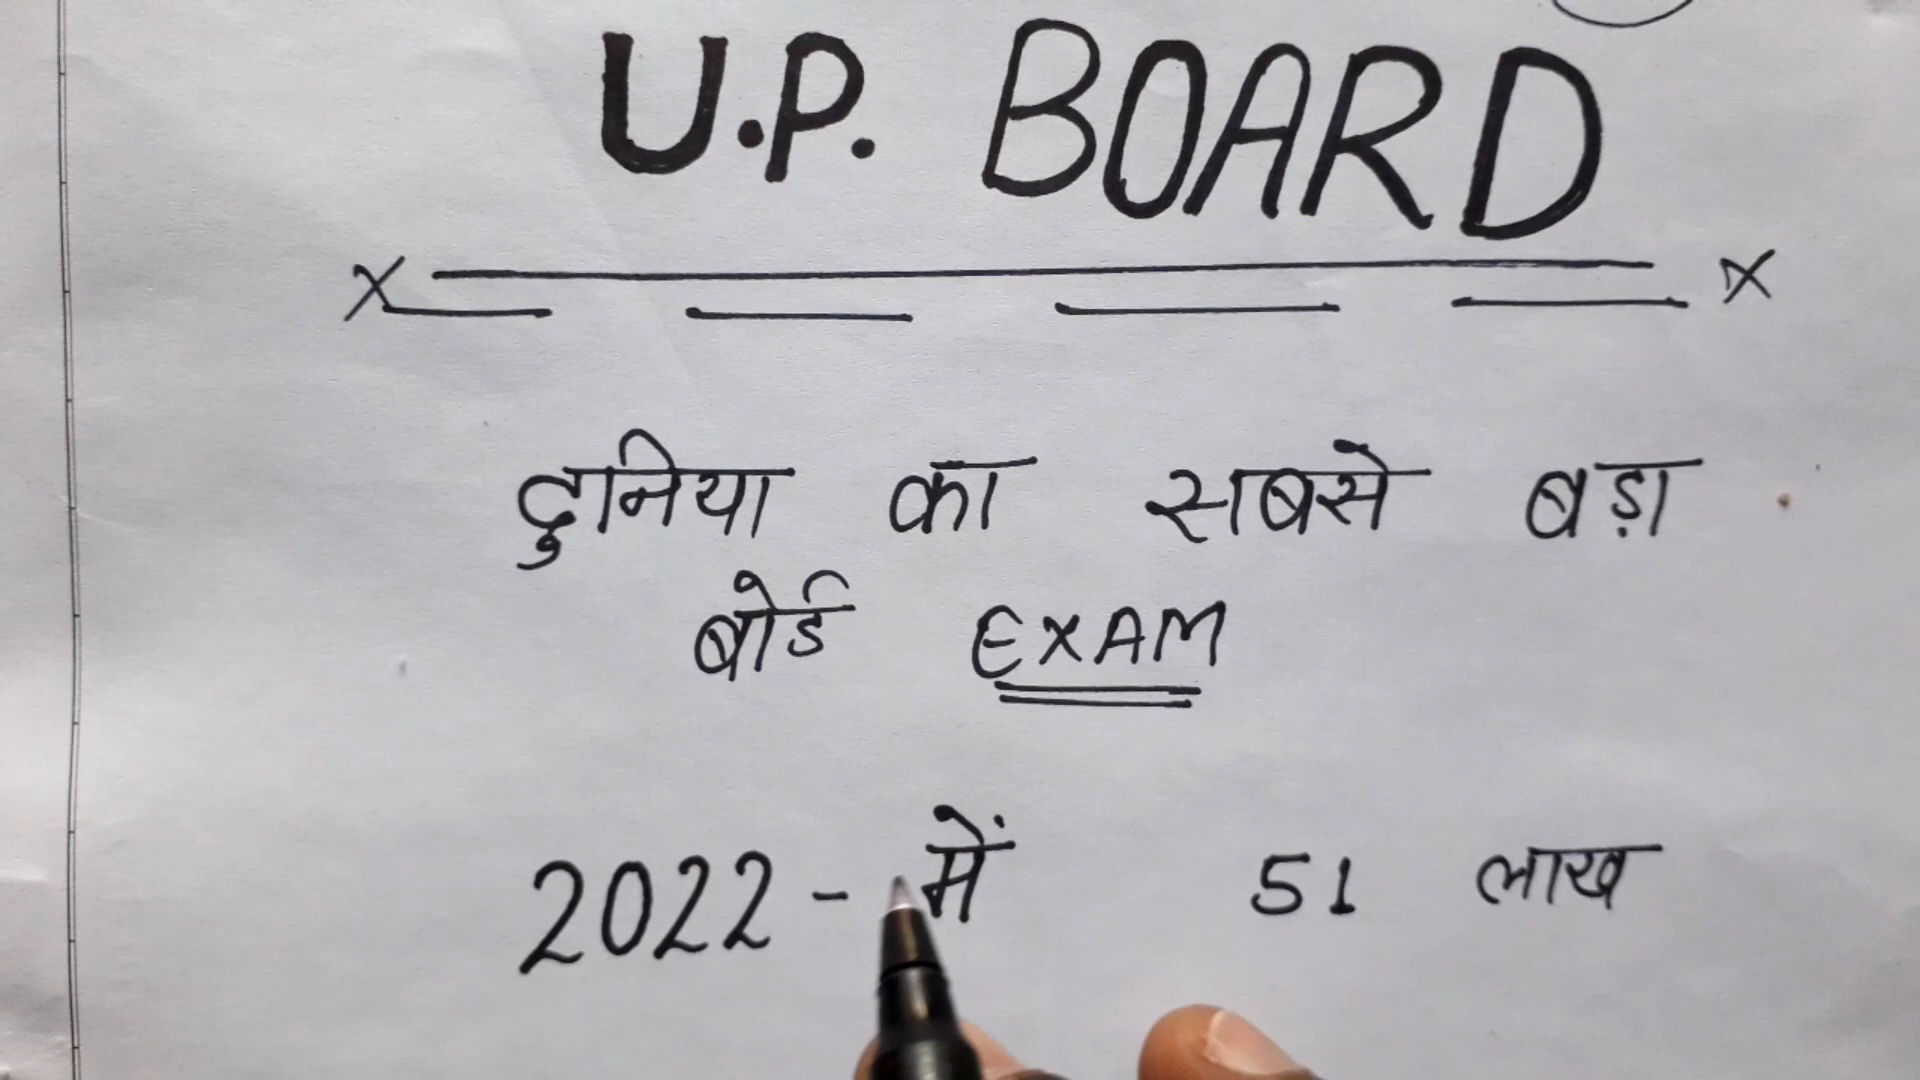 U.P. BOARD
दुनिया का सबसे बड़ा
बोर्ड EXAM
2022 - में 51 लाख